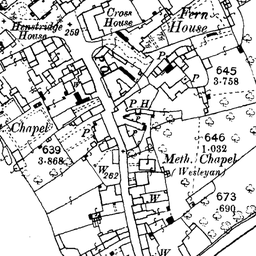 Cross
House
Fern
House
Henstridge
House
259
P
P
645
3·758
P
P H
P
Chapel
P
646
1·032
639
3·868
P
W
262
Meth. Chapel
(Wesleyan)
673
·690
W
W
W